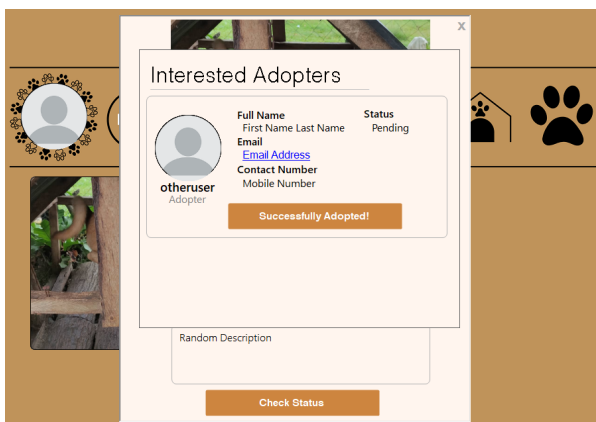 x
Interested Adopters
Full Name
First Name Last Name
Status
Pending
Email
Email Address
Contact Number
Mobile Number
otheruser
Adopter
Successfully Adopted!
Random Description
Check Status